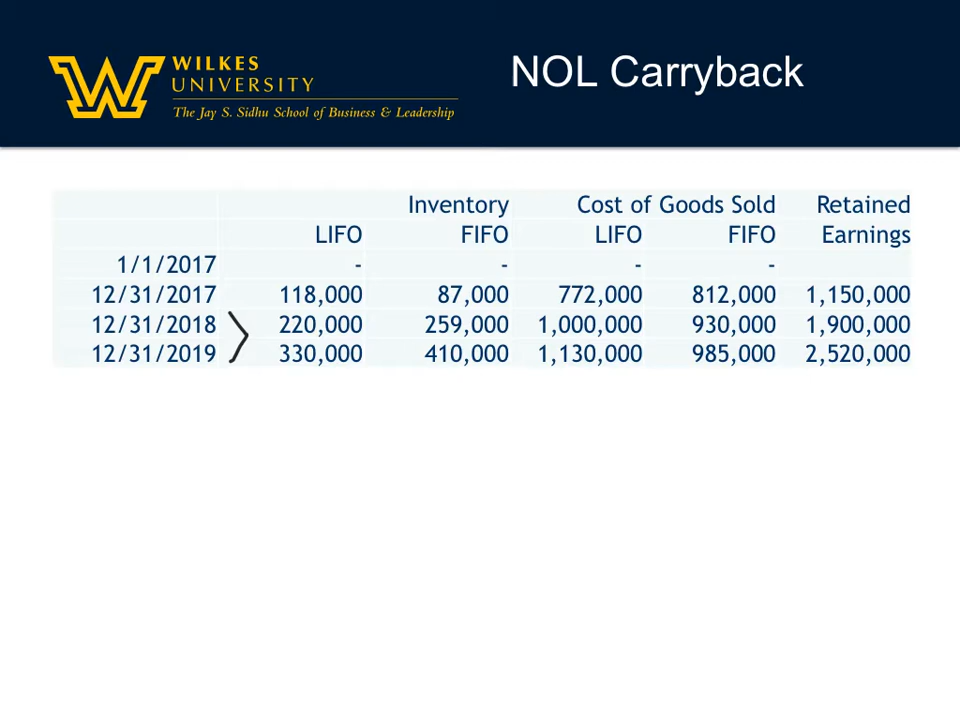 WILKES
UNIVERSITY
The Jay S. Sidhu School of Business & Leadership
NOL Carryback
Inventory Cost of Goods Sold Retained
LIFO FIFO LIFO FIFO Earnings
1/1/2017 - - - -
12/31/2017 118,000 87,000 772,000 812,000 1,150,000
12/31/2018 220,000 259,000 1,000,000 930,000 1,900,000
12/31/2019 330,000 410,000 1,130,000 985,000 2,520,000